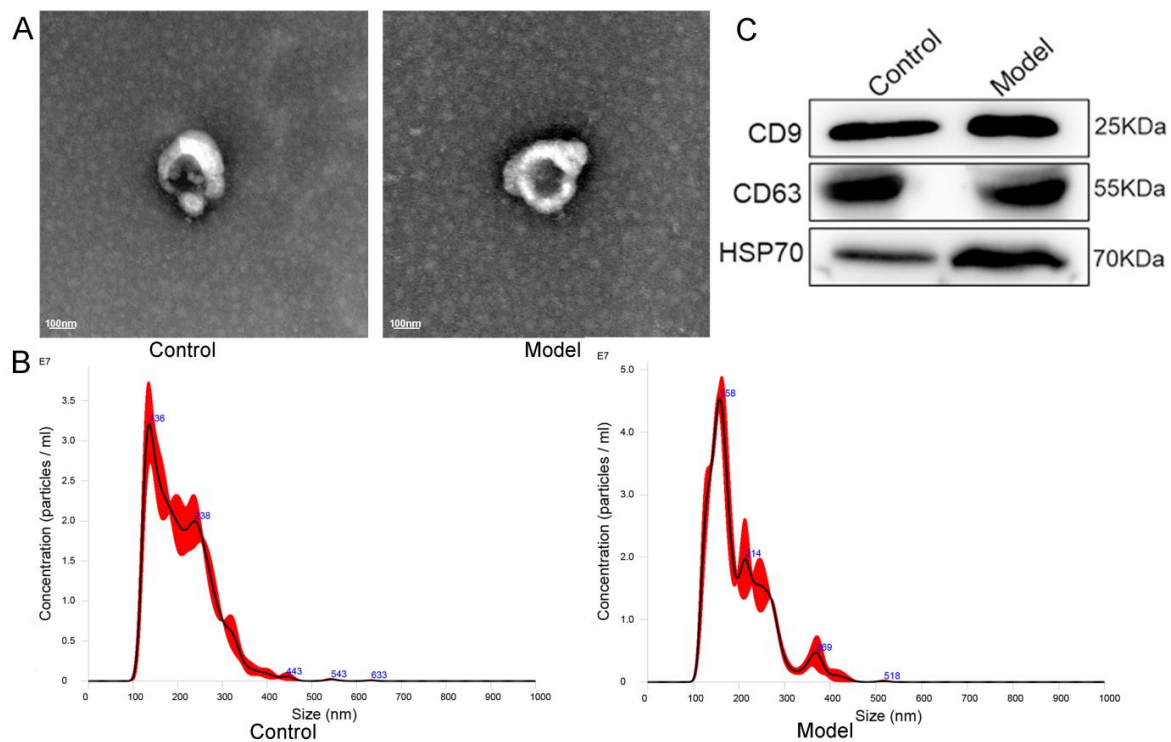 A
100nm
Control
100nm
Model
C
Control
Model
CD9
25KDa
CD63
55KDa
HSP70
70KDa
B
E7
Concentration (particles / ml)
3.5
3.0
2.5
2.0
1.5
1.0
0.5
0
136
238
443
543
633
0 100 200 300 400 500 600 700 800 900 1000
Size (nm)
Control
E7
Concentration (particles / ml)
5.0
4.0
3.0
2.0
1.0
0
158
214
369
518
0 100 200 300 400 500 600 700 800 900 1000
Size (nm)
Model